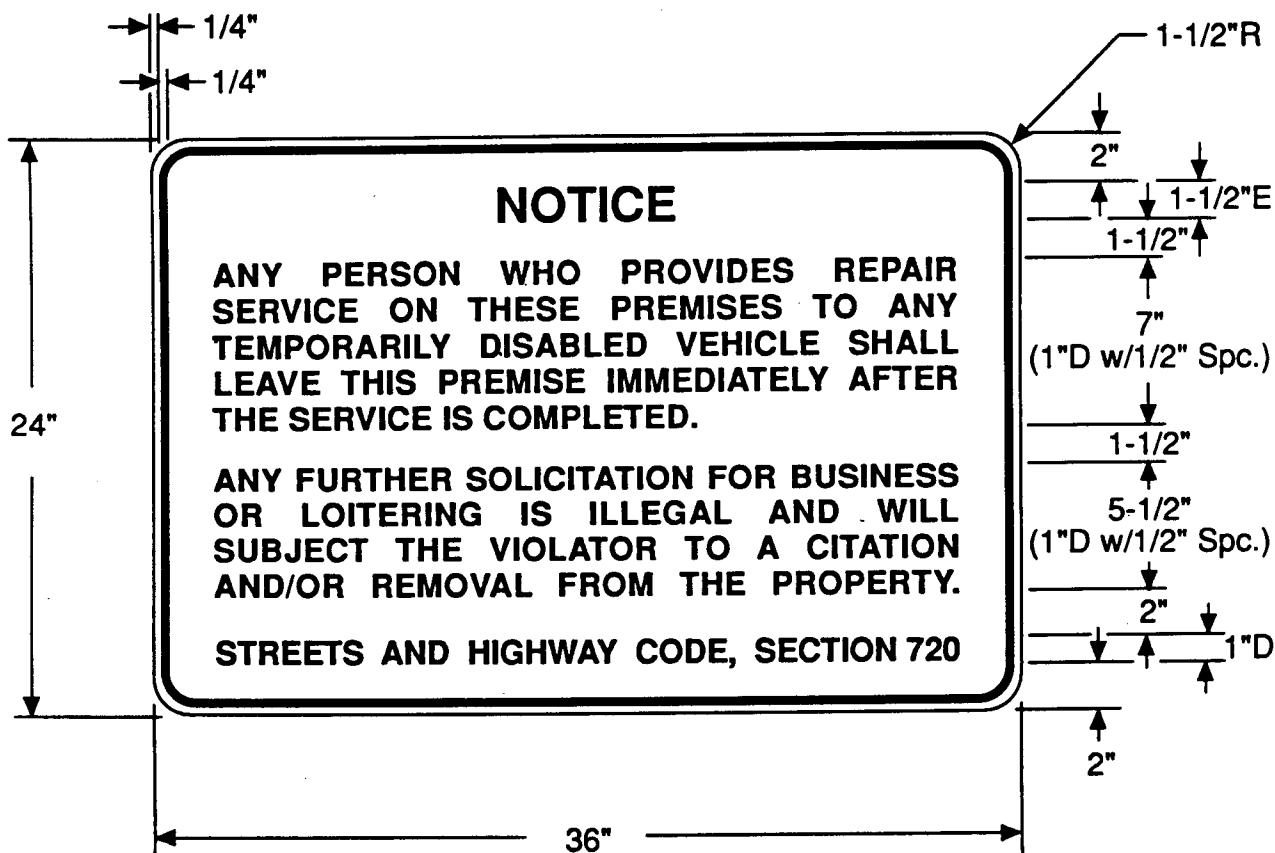 1/4"
1/4"
1-1/2"R
2"
1-1/2"E
1-1/2"
7"
(1"D w/1/2" Spc.)
1-1/2"
5-1/2"
(1"D w/1/2" Spc.)
2"
1"D
2"
24"
36"
NOTICE
ANY PERSON WHO PROVIDES REPAIR
SERVICE ON THESE PREMISES TO ANY
TEMPORARILY DISABLED VEHICLE SHALL
LEAVE THIS PREMISE IMMEDIATELY AFTER
THE SERVICE IS COMPLETED.
ANY FURTHER SOLICITATION FOR BUSINESS
OR LOITERING IS ILLEGAL AND WILL
SUBJECT THE VIOLATOR TO A CITATION
AND/OR REMOVAL FROM THE PROPERTY.
STREETS AND HIGHWAY CODE, SECTION 720